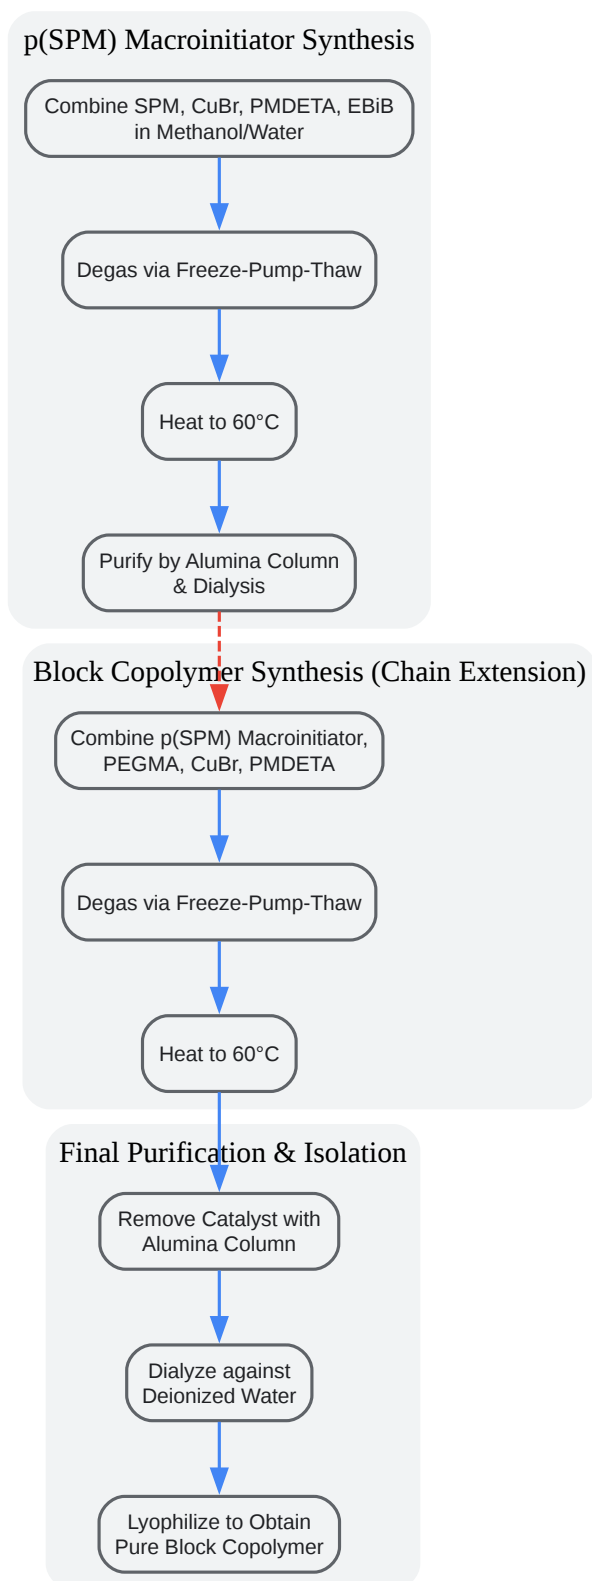 p(SPM) Macroinitiator Synthesis
Combine SPM, CuBr, PMDETA, EBiB
in Methanol/Water
Degas via Freeze-Pump-Thaw
Heat to 60°C
Purify by Alumina Column
& Dialysis
Block Copolymer Synthesis (Chain Extension)
Combine p(SPM) Macroinitiator,
PEGMA, CuBr, PMDETA
Degas via Freeze-Pump-Thaw
Heat to 60°C
Final Purification & Isolation
Remove Catalyst with
Alumina Column
Dialyze against
Deionized Water
Lyophilize to Obtain
Pure Block Copolymer